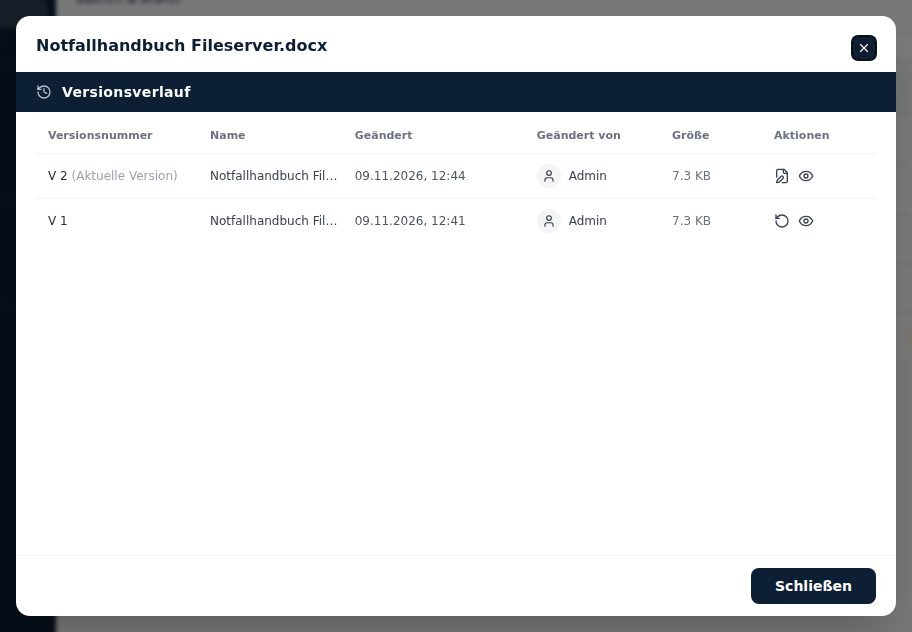 Notfallhandbuch Fileserver.docx
Versionsverlauf
Versionsnummer Name Geändert Geändert von Größe Aktionen
V 2 (Aktuelle Version) Notfallhandbuch Fil... 09.11.2026, 12:44 Admin 7.3 KB
V 1 Notfallhandbuch Fil... 09.11.2026, 12:41 Admin 7.3 KB
Schließen